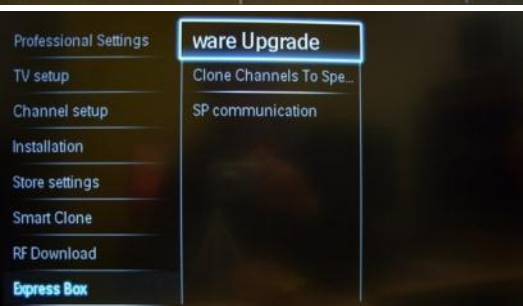 Professional Settings
TV setup
Channel setup
Installation
Store settings
Smart Clone
RF Download
Express Box
ware Upgrade
Clone Channels To Spe...
SP communication